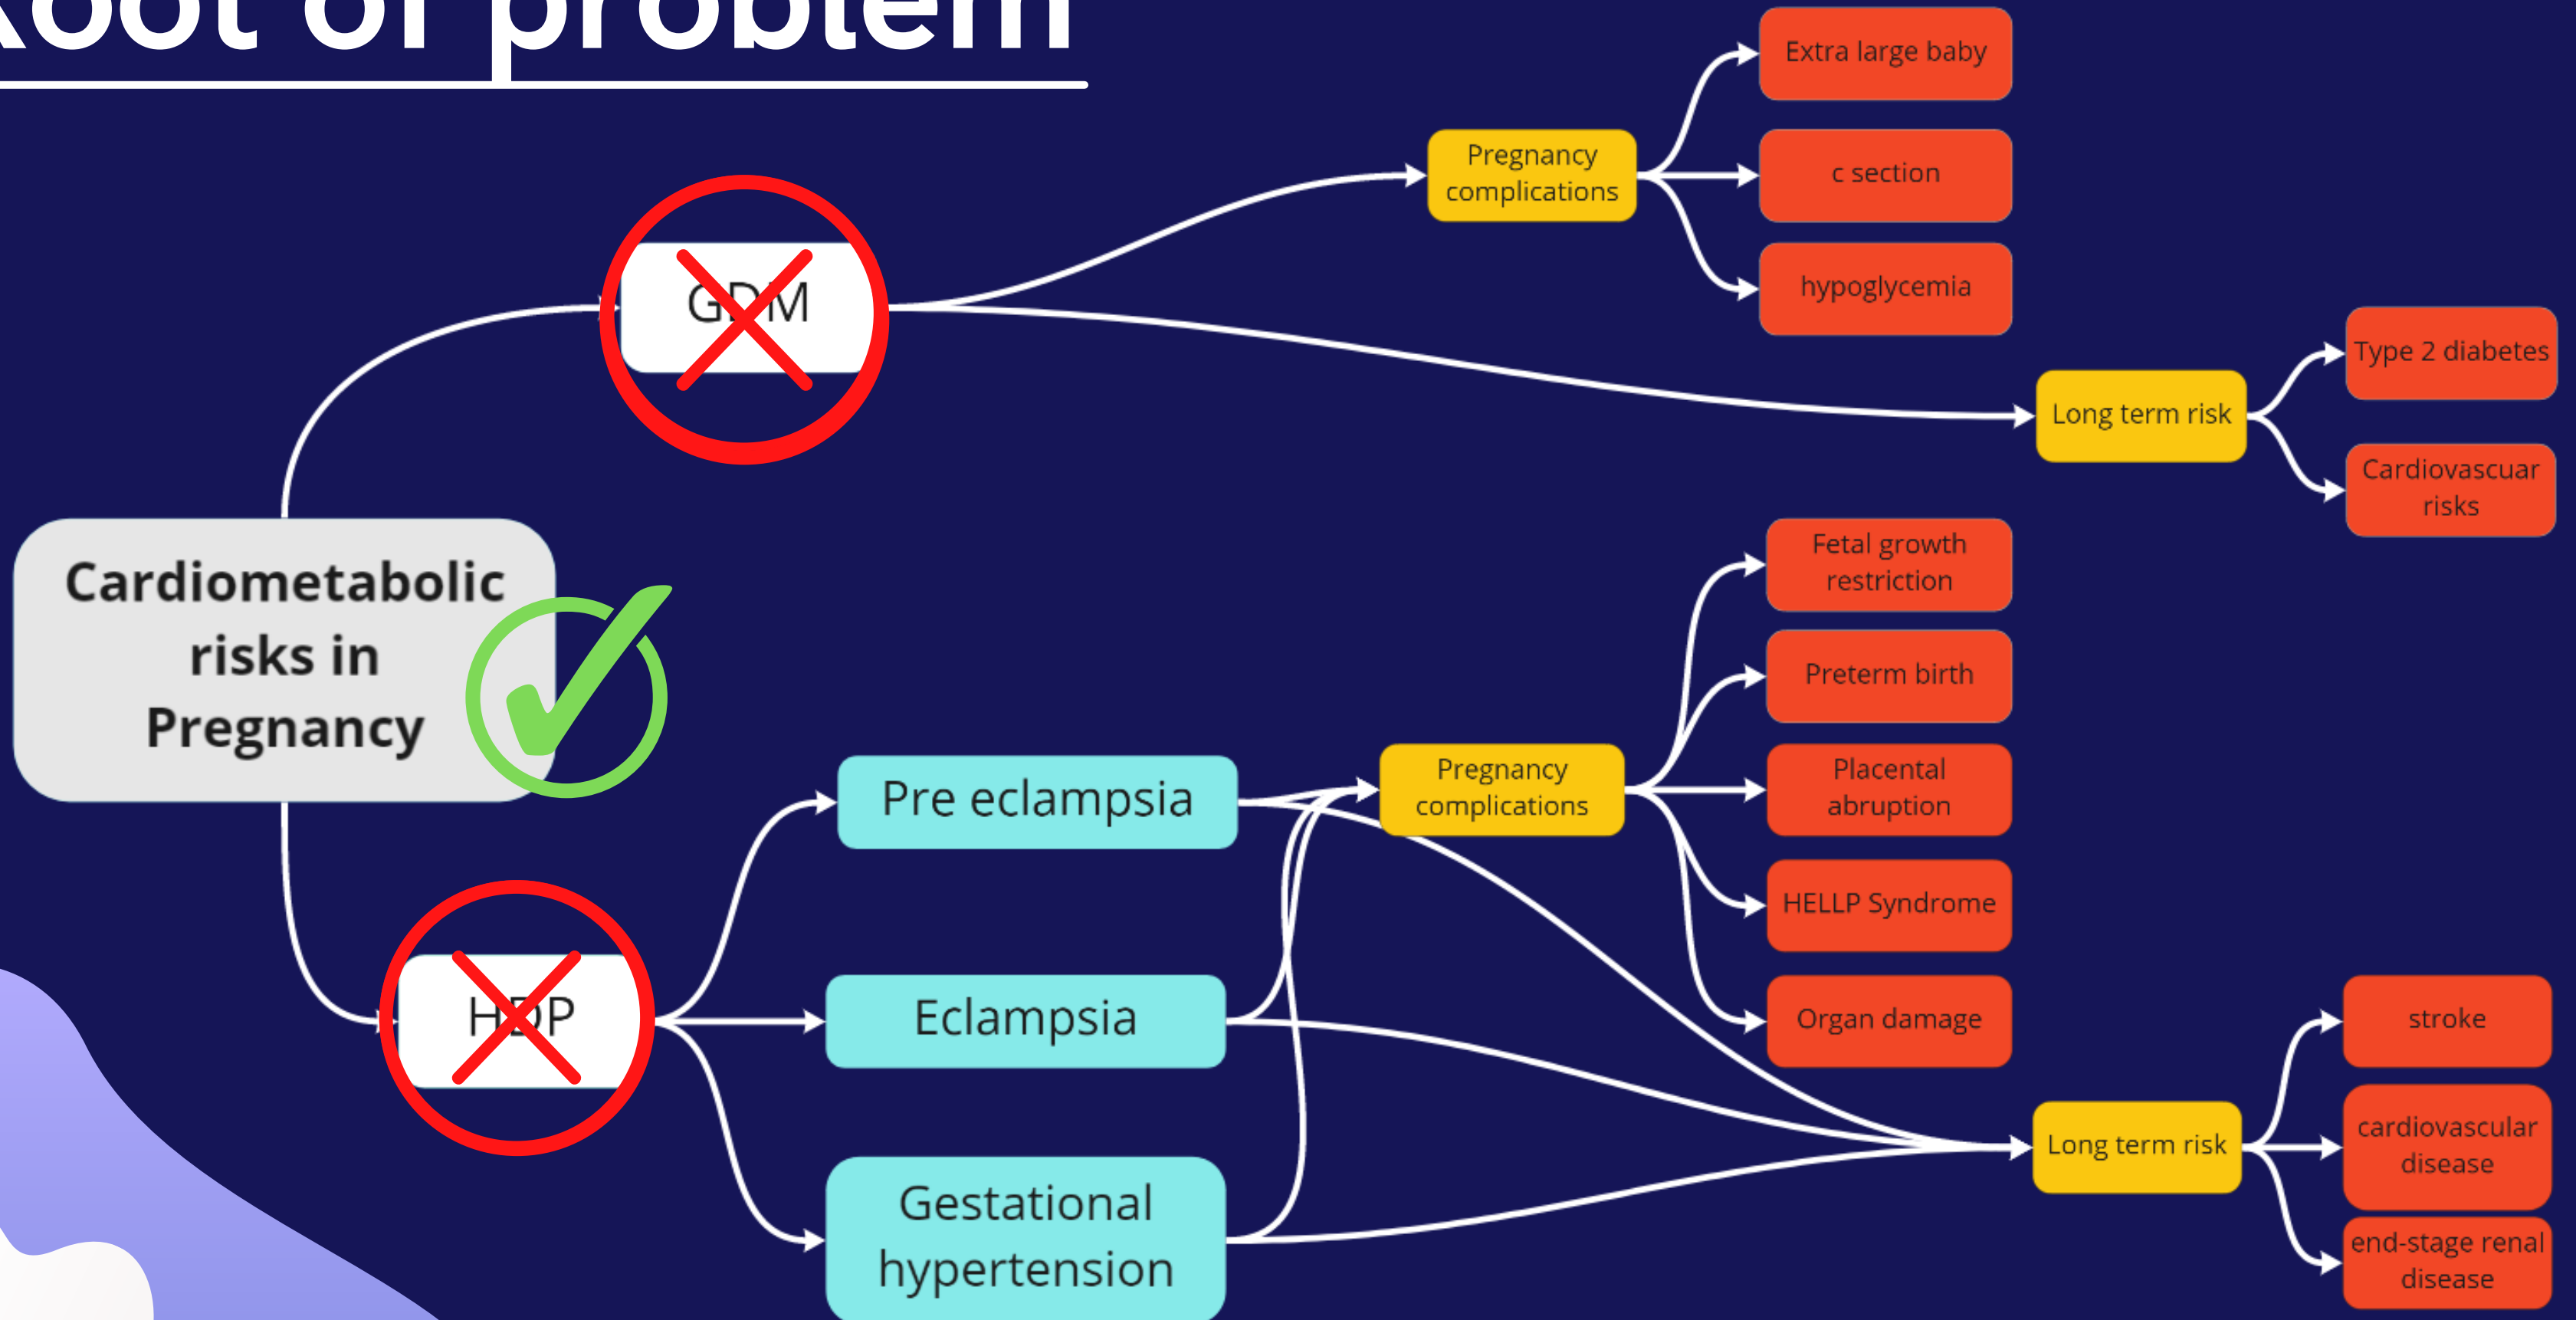 Root of problem
Extra large baby
Pregnancy
complications
c section
hypoglycemia
GDM
Type 2 diabetes
Long term risk
Cardiovascuar
risks
Cardiometabolic
risks in
Pregnancy
Fetal growth
restriction
Preterm birth
Pre eclampsia
Pregnancy
complications
Placental
abruption
HELLP Syndrome
HDP
Eclampsia
Organ damage
stroke
Long term risk
cardiovascular
disease
Gestational
hypertension
end-stage renal
disease